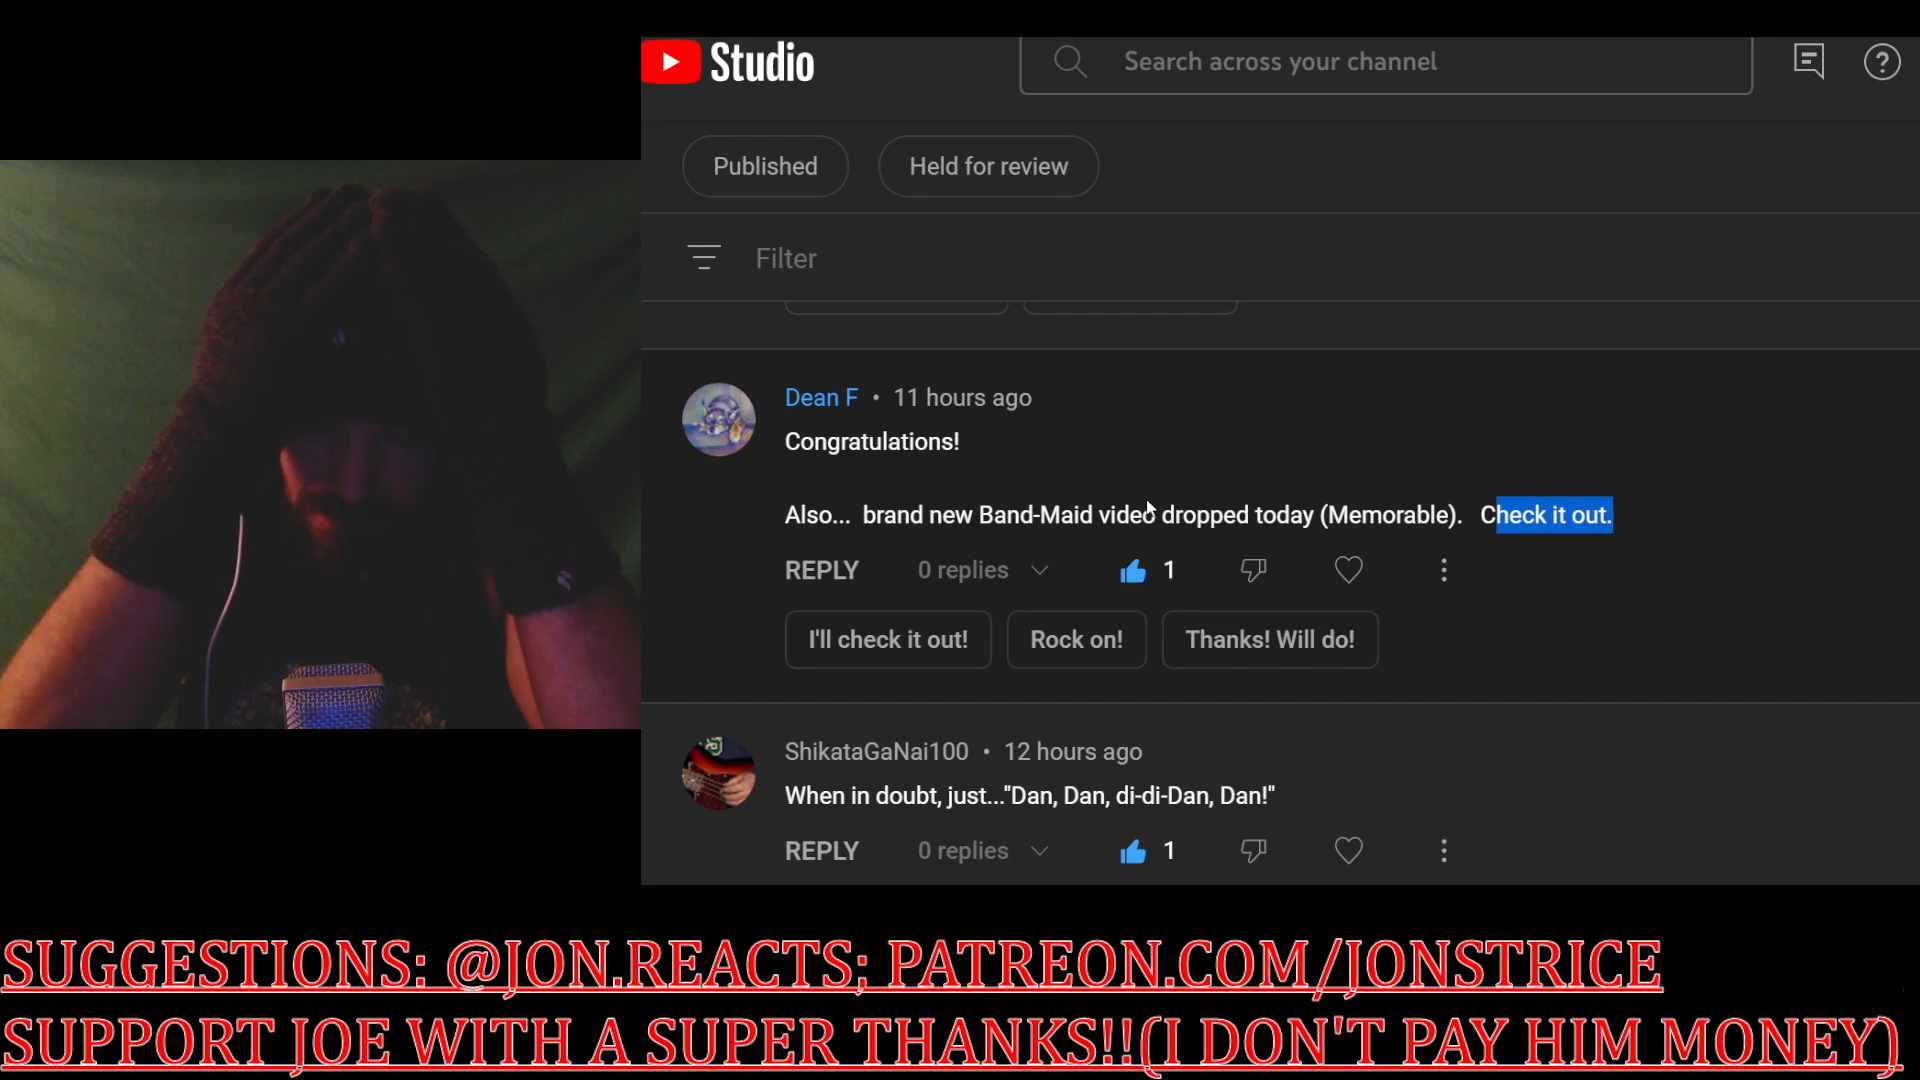 Studio
Search across your channel
Published
Held for review
Filter
Dean F • 11 hours ago
Congratulations!
Also... brand new Band-Maid video dropped today (Memorable). Check it out.
REPLY 0 replies 1
I'll check it out! Rock on! Thanks! Will do!
ShikataGaNai100 • 12 hours ago
When in doubt, just..."Dan, Dan, di-di-Dan, Dan!"
REPLY 0 replies 1
SUGGESTIONS: @JON.REACTS; PATREON.COM/JONSTRICE
SUPPORT JOE WITH A SUPER THANKS!!(I DON'T PAY HIM MONEY)